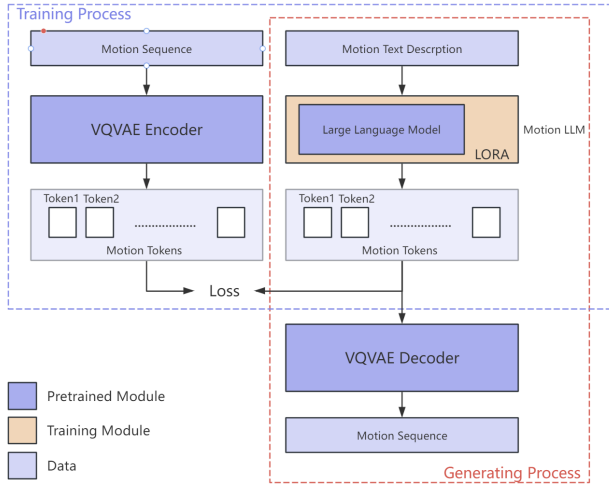 Training Process
Motion Sequence
VQVAE Encoder
Token1 Token2
....................
Motion Tokens
Motion Text Descrption
Large Language Model
LORA
Motion LLM
Token1 Token2
....................
Motion Tokens
Loss
VQVAE Decoder
Motion Sequence
Generating Process
Pretrained Module
Training Module
Data